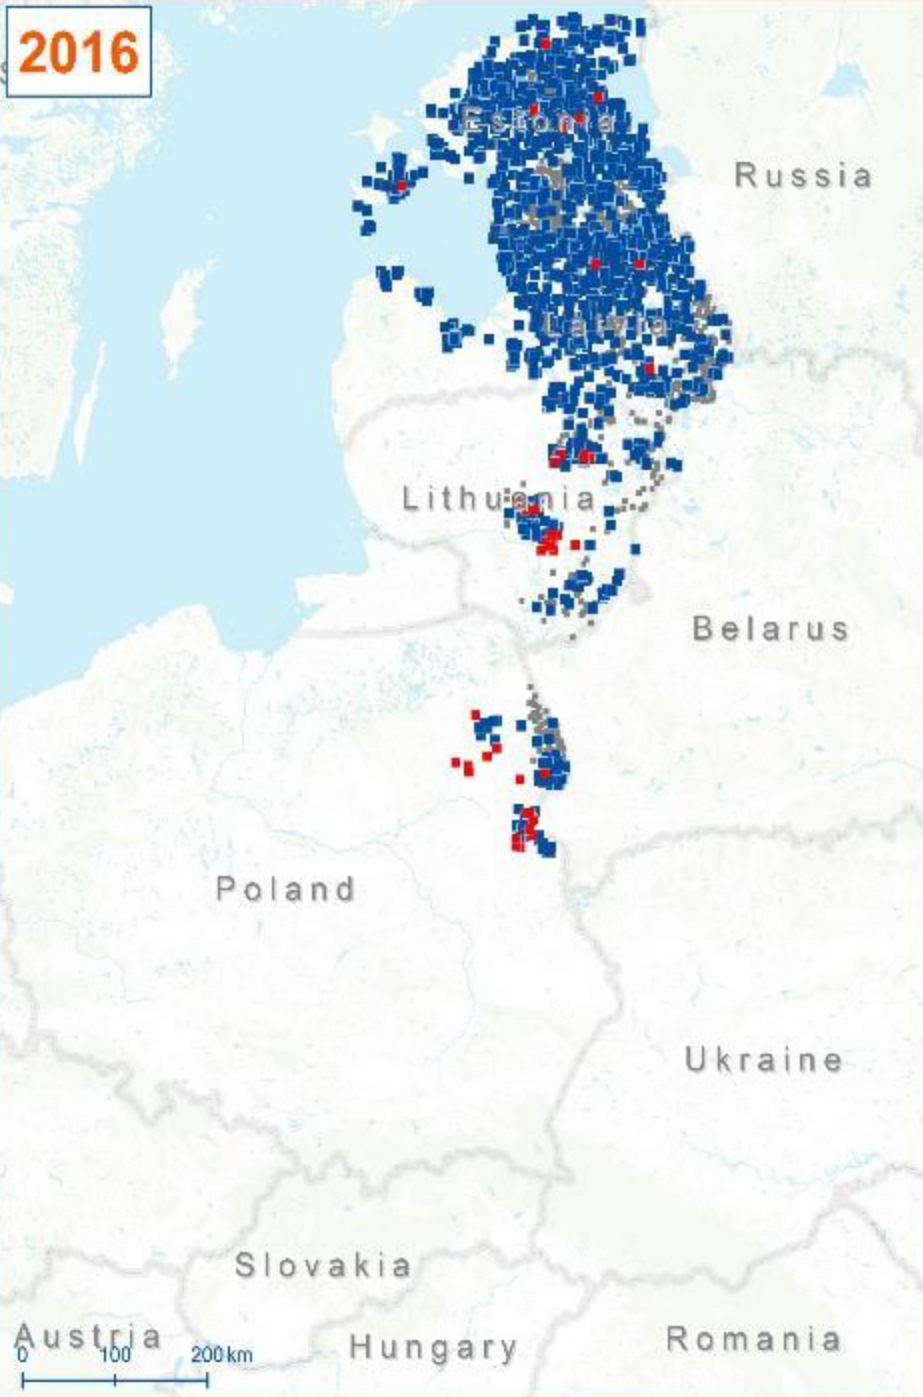 2016
Estonia
Russia
Latvia
Lithuania
Belarus
Poland
Ukraine
Slovakia
Austria
Hungary
Romania
0 100 200 km